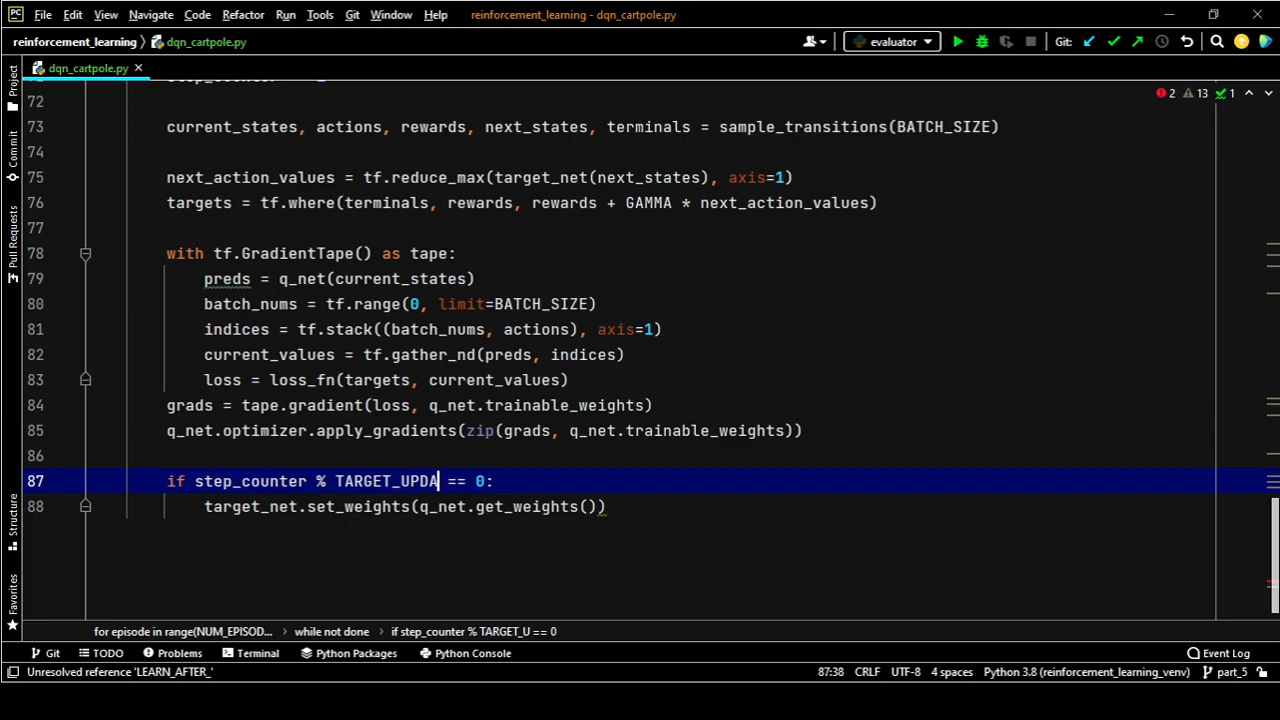 PC File Edit View Navigate Code Refactor Run Tools Git Window Help reinforcement_learning - dqn_cartpole.py
reinforcement_learning dqn_cartpole.py evaluator Git:
dqn_cartpole.py
2 13 1
72
73 current_states, actions, rewards, next_states, terminals = sample_transitions(BATCH_SIZE)
74
75 next_action_values = tf.reduce_max(target_net(next_states), axis=1)
76 targets = tf.where(terminals, rewards, rewards + GAMMA * next_action_values)
77
78 with tf.GradientTape() as tape:
79 preds = q_net(current_states)
80 batch_nums = tf.range(0, limit=BATCH_SIZE)
81 indices = tf.stack((batch_nums, actions), axis=1)
82 current_values = tf.gather_nd(preds, indices)
83 loss = loss_fn(targets, current_values)
84 grads = tape.gradient(loss, q_net.trainable_weights)
85 q_net.optimizer.apply_gradients(zip(grads, q_net.trainable_weights))
86
87 if step_counter % TARGET_UPDA == 0:
88 target_net.set_weights(q_net.get_weights())
Project
Commit
Pull Requests
Structure
Favorites
for episode in range(NUM_EPISOD... while not done if step_counter % TARGET_U == 0
Git TODO Problems Terminal Python Packages Python Console Event Log
Unresolved reference 'LEARN_AFTER_' 87:38 CRLF UTF-8 4 spaces Python 3.8 (reinforcement_learning_venv) part_5